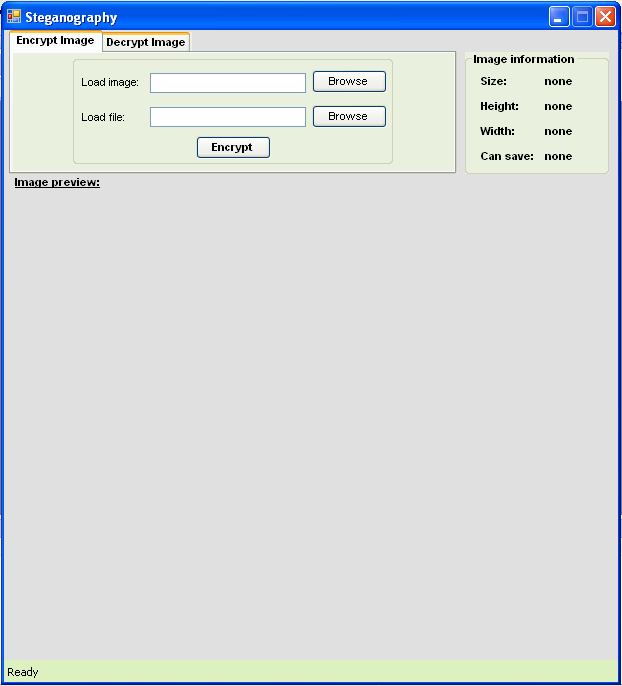 Steganography
Encrypt Image Decrypt Image
Load image: Browse
Load file: Browse
Encrypt
Image information
Size: none
Height: none
Width: none
Can save: none
Image preview:
Ready